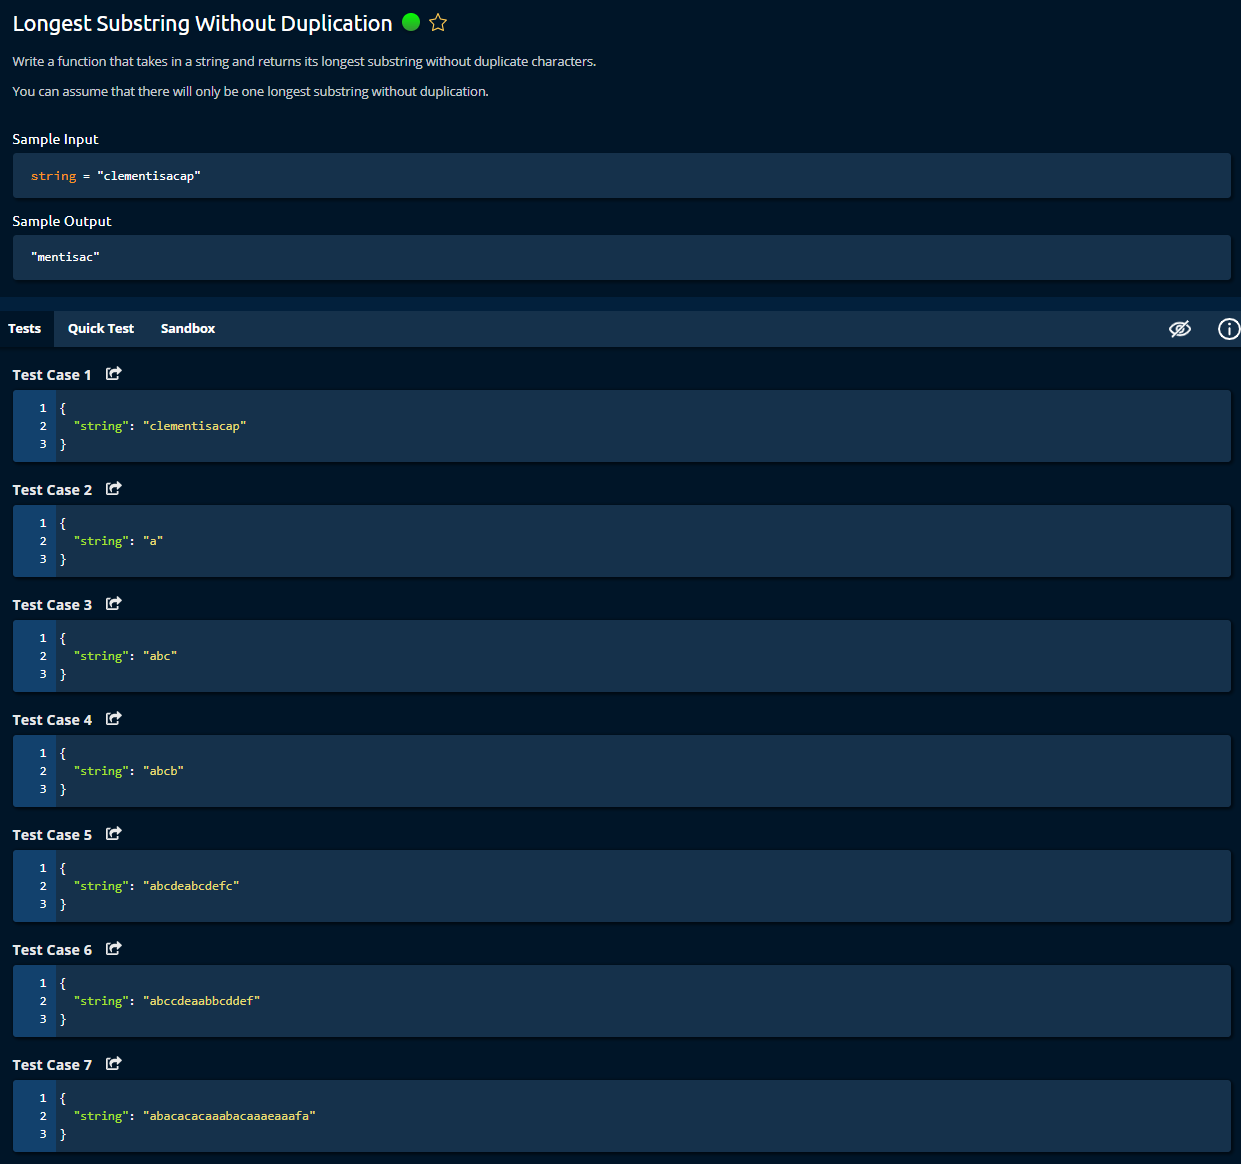 Longest Substring Without Duplication
Write a function that takes in a string and returns its longest substring without duplicate characters.
You can assume that there will only be one longest substring without duplication.
Sample Input
string = "clementisacap"
Sample Output
"mentisac"
Tests Quick Test Sandbox
Test Case 1
1 {
2 "string": "clementisacap"
3 }
Test Case 2
1 {
2 "string": "a"
3 }
Test Case 3
1 {
2 "string": "abc"
3 }
Test Case 4
1 {
2 "string": "abcb"
3 }
Test Case 5
1 {
2 "string": "abcdeabcdefc"
3 }
Test Case 6
1 {
2 "string": "abccdeaabbcddef"
3 }
Test Case 7
1 {
2 "string": "abacacacaaabacaaaeaaafa"
3 }